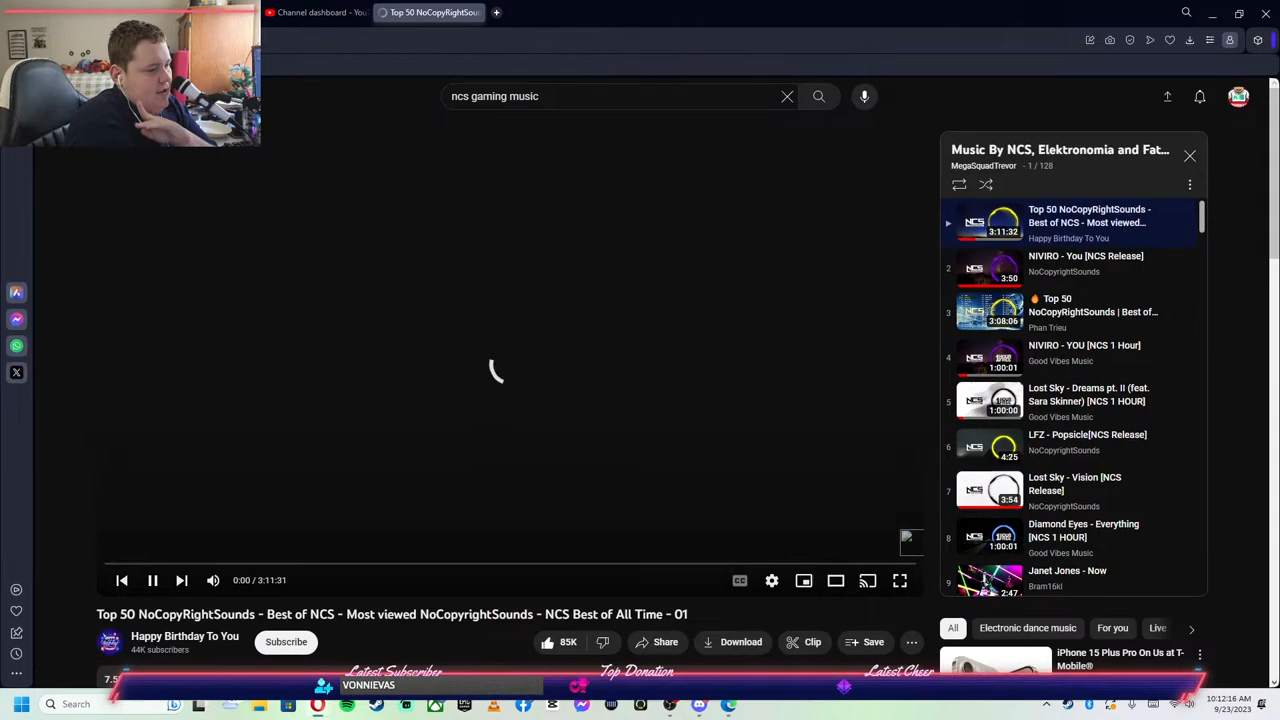 Channel dashboard - You
Top 50 NoCopyRightSou
ncs gaming music
Music By NCS, Elektronomia and Fat...
MegaSquadTrevor - 1 / 128
Top 50 NoCopyRightSounds -
Best of NCS - Most viewed...
Happy Birthday To You
3:11:32
2
NIVIRO - You [NCS Release]
NoCopyrightSounds
3:50
3
🔥 Top 50
NoCopyRightSounds | Best of...
Phan Trieu
3:08:06
4
NIVIRO - YOU [NCS 1 Hour]
Good Vibes Music
1:00:01
5
Lost Sky - Dreams pt. II (feat.
Sara Skinner) [NCS 1 HOUR]
Good Vibes Music
1:00:00
6
LFZ - Popsicle[NCS Release]
NoCopyrightSounds
4:25
7
Lost Sky - Vision [NCS
Release]
NoCopyrightSounds
3:54
8
Diamond Eyes - Everything
[NCS 1 HOUR]
Good Vibes Music
1:00:01
9
Janet Jones - Now
Bram16kl
2:47
0:00 / 3:11:31
Top 50 NoCopyRightSounds - Best of NCS - Most viewed NoCopyrightSounds - NCS Best of All Time - 01
Happy Birthday To You
44K subscribers
Subscribe
85K
Share
Download
Clip
Save
All
Electronic dance music
For you
Live
iPhone 15 Plus Pro On Us at T-
Mobile®
7.5
Latest Subscriber
Top Donation
Latest Cheer
VONNIEVAS
Search
10:12:16 AM
9/23/2023